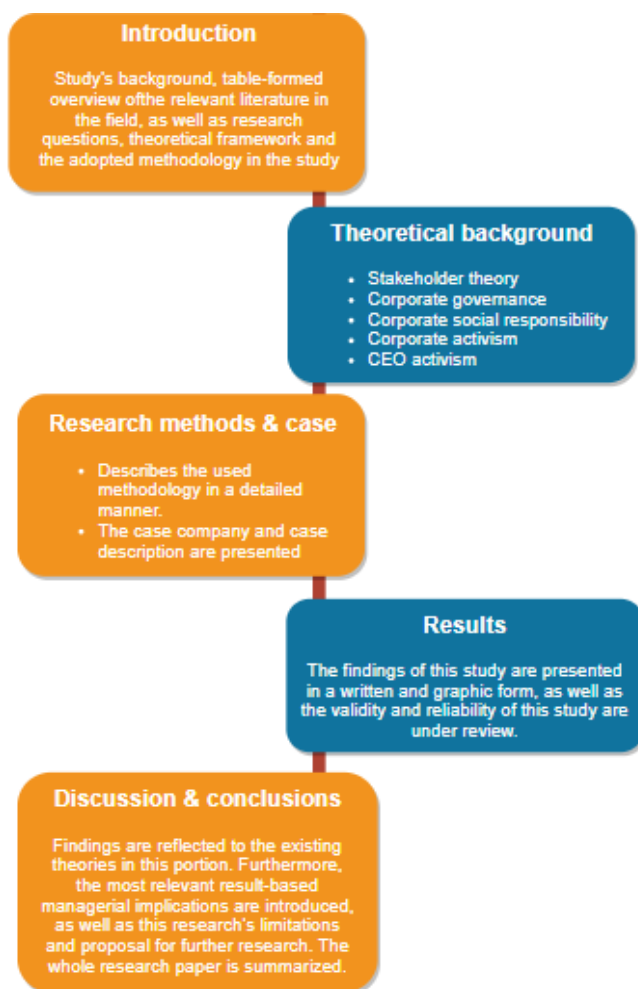 Introduction
Study's background, table-formed
overview ofthe relevant literature in
the field, as well as research
questions, theoretical framework and
the adopted methodology in the study
Theoretical background
• Stakeholder theory
• Corporate governance
• Corporate social responsibility
• Corporate activism
• CEO activism
Research methods & case
• Describes the used
methodology in a detailed
manner.
• The case company and case
description are presented
Results
The findings of this study are presented
in a written and graphic form, as well as
the validity and reliability of this study are
under review.
Discussion & conclusions
Findings are reflected to the existing
theories in this portion. Furthermore,
the most relevant result-based
managerial implications are introduced,
as well as this research's limitations
and proposal for further research. The
whole research paper is summarized.